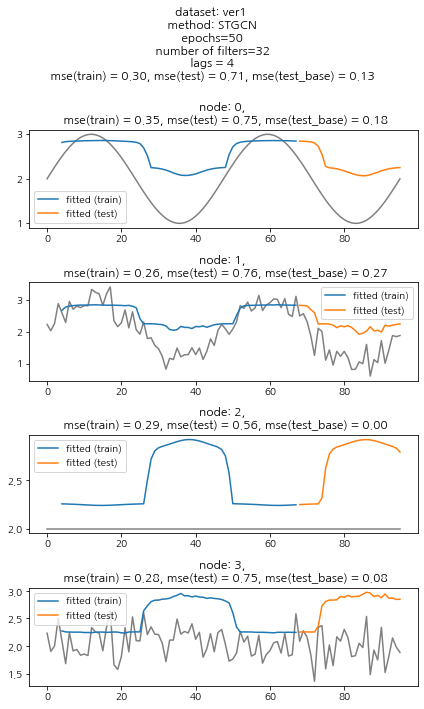 dataset: ver1
method: STGCN
epochs=50
number of filters=32
lags = 4
mse(train) = 0.30, mse(test) = 0.71, mse(test_base) = 0.13
node: 0,
mse(train) = 0.35, mse(test) = 0.75, mse(test_base) = 0.18
3
2
1
fitted (train)
fitted (test)
0 20 40 60 80
node: 1,
mse(train) = 0.26, mse(test) = 0.76, mse(test_base) = 0.27
3
2
1
fitted (train)
fitted (test)
0 20 40 60 80
node: 2,
mse(train) = 0.29, mse(test) = 0.56, mse(test_base) = 0.00
fitted (train)
fitted (test)
2.5
2.0
0 20 40 60 80
node: 3,
mse(train) = 0.28, mse(test) = 0.75, mse(test_base) = 0.08
3.0
fitted (train)
fitted (test)
2.5
2.0
1.5
0 20 40 60 80